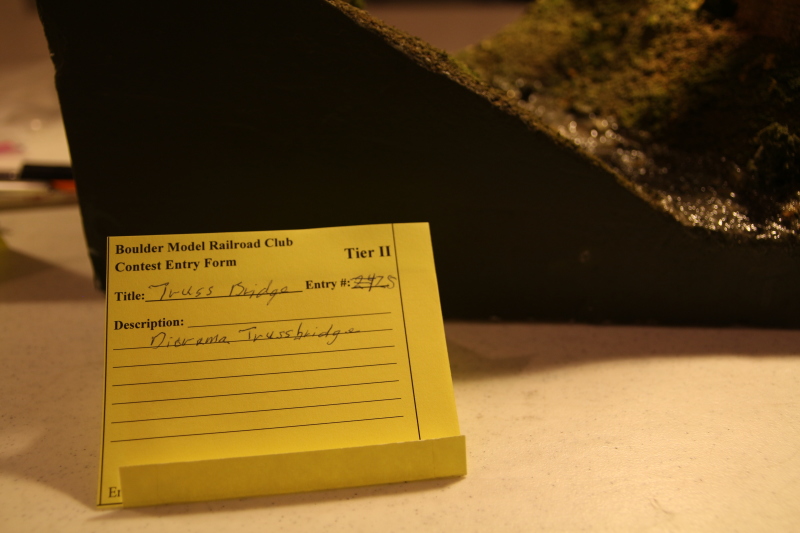 Boulder Model Railroad Club
Contest Entry Form
Tier II
Title: Truss Bridge Entry #:
Description:
Diorama Trussbridge